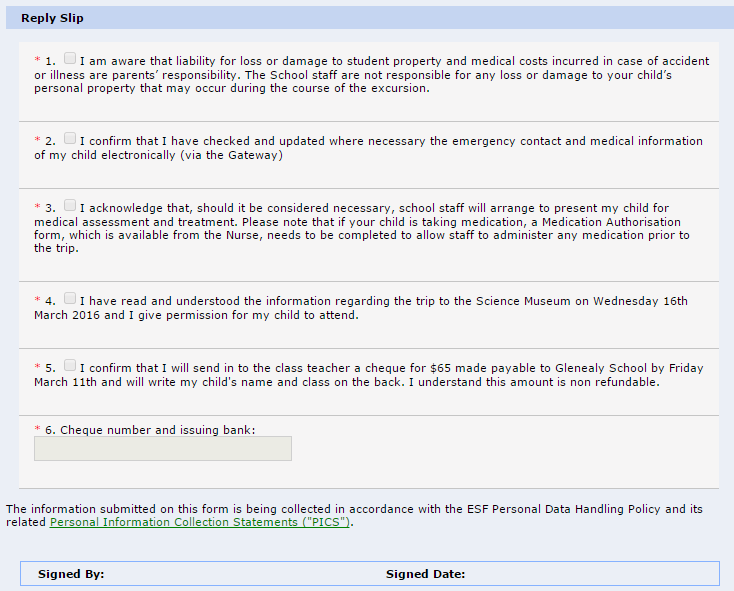 Reply Slip
* 1. I am aware that liability for loss or damage to student property and medical costs incurred in case of accident
or illness are parents’ responsibility. The School staff are not responsible for any loss or damage to your child’s
personal property that may occur during the course of the excursion.
* 2. I confirm that I have checked and updated where necessary the emergency contact and medical information
of my child electronically (via the Gateway)
* 3. I acknowledge that, should it be considered necessary, school staff will arrange to present my child for
medical assessment and treatment. Please note that if your child is taking medication, a Medication Authorisation
form, which is available from the Nurse, needs to be completed to allow staff to administer any medication prior to
the trip.
* 4. I have read and understood the information regarding the trip to the Science Museum on Wednesday 16th
March 2016 and I give permission for my child to attend.
* 5. I confirm that I will send in to the class teacher a cheque for $65 made payable to Glenealy School by Friday
March 11th and will write my child's name and class on the back. I understand this amount is non refundable.
* 6. Cheque number and issuing bank:
The information submitted on this form is being collected in accordance with the ESF Personal Data Handling Policy and its
related Personal Information Collection Statements ("PICS").
Signed By: Signed Date: